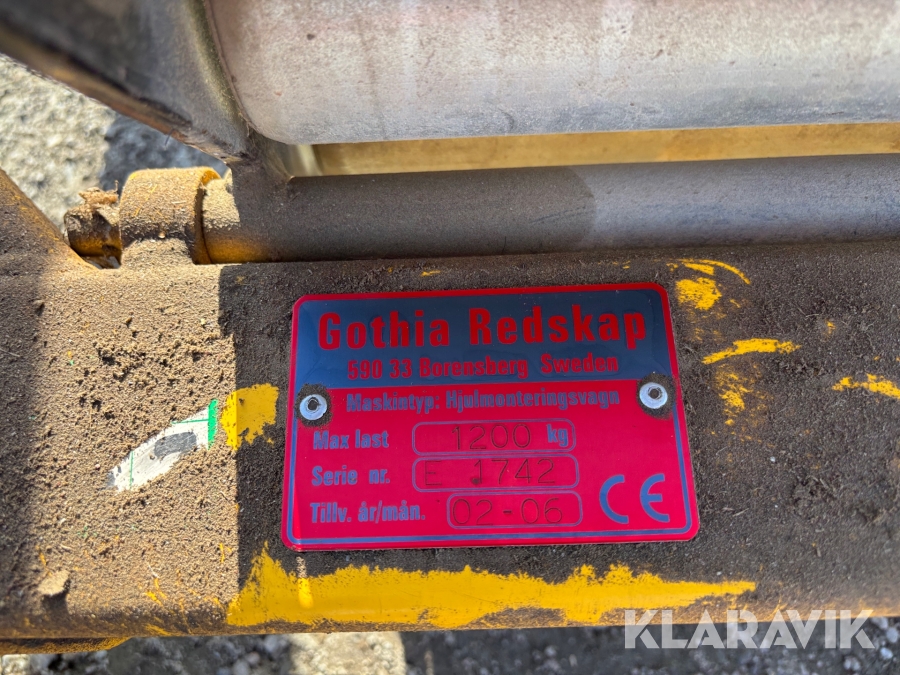 Gothia Redskap
590 33 Borensberg Sweden
Maskintyp: Hjulmonteringsvagn
Max last 1200 kg
Serie nr. E 1742
Tillv. år/mån. 02-06
CE
KLARAVIK